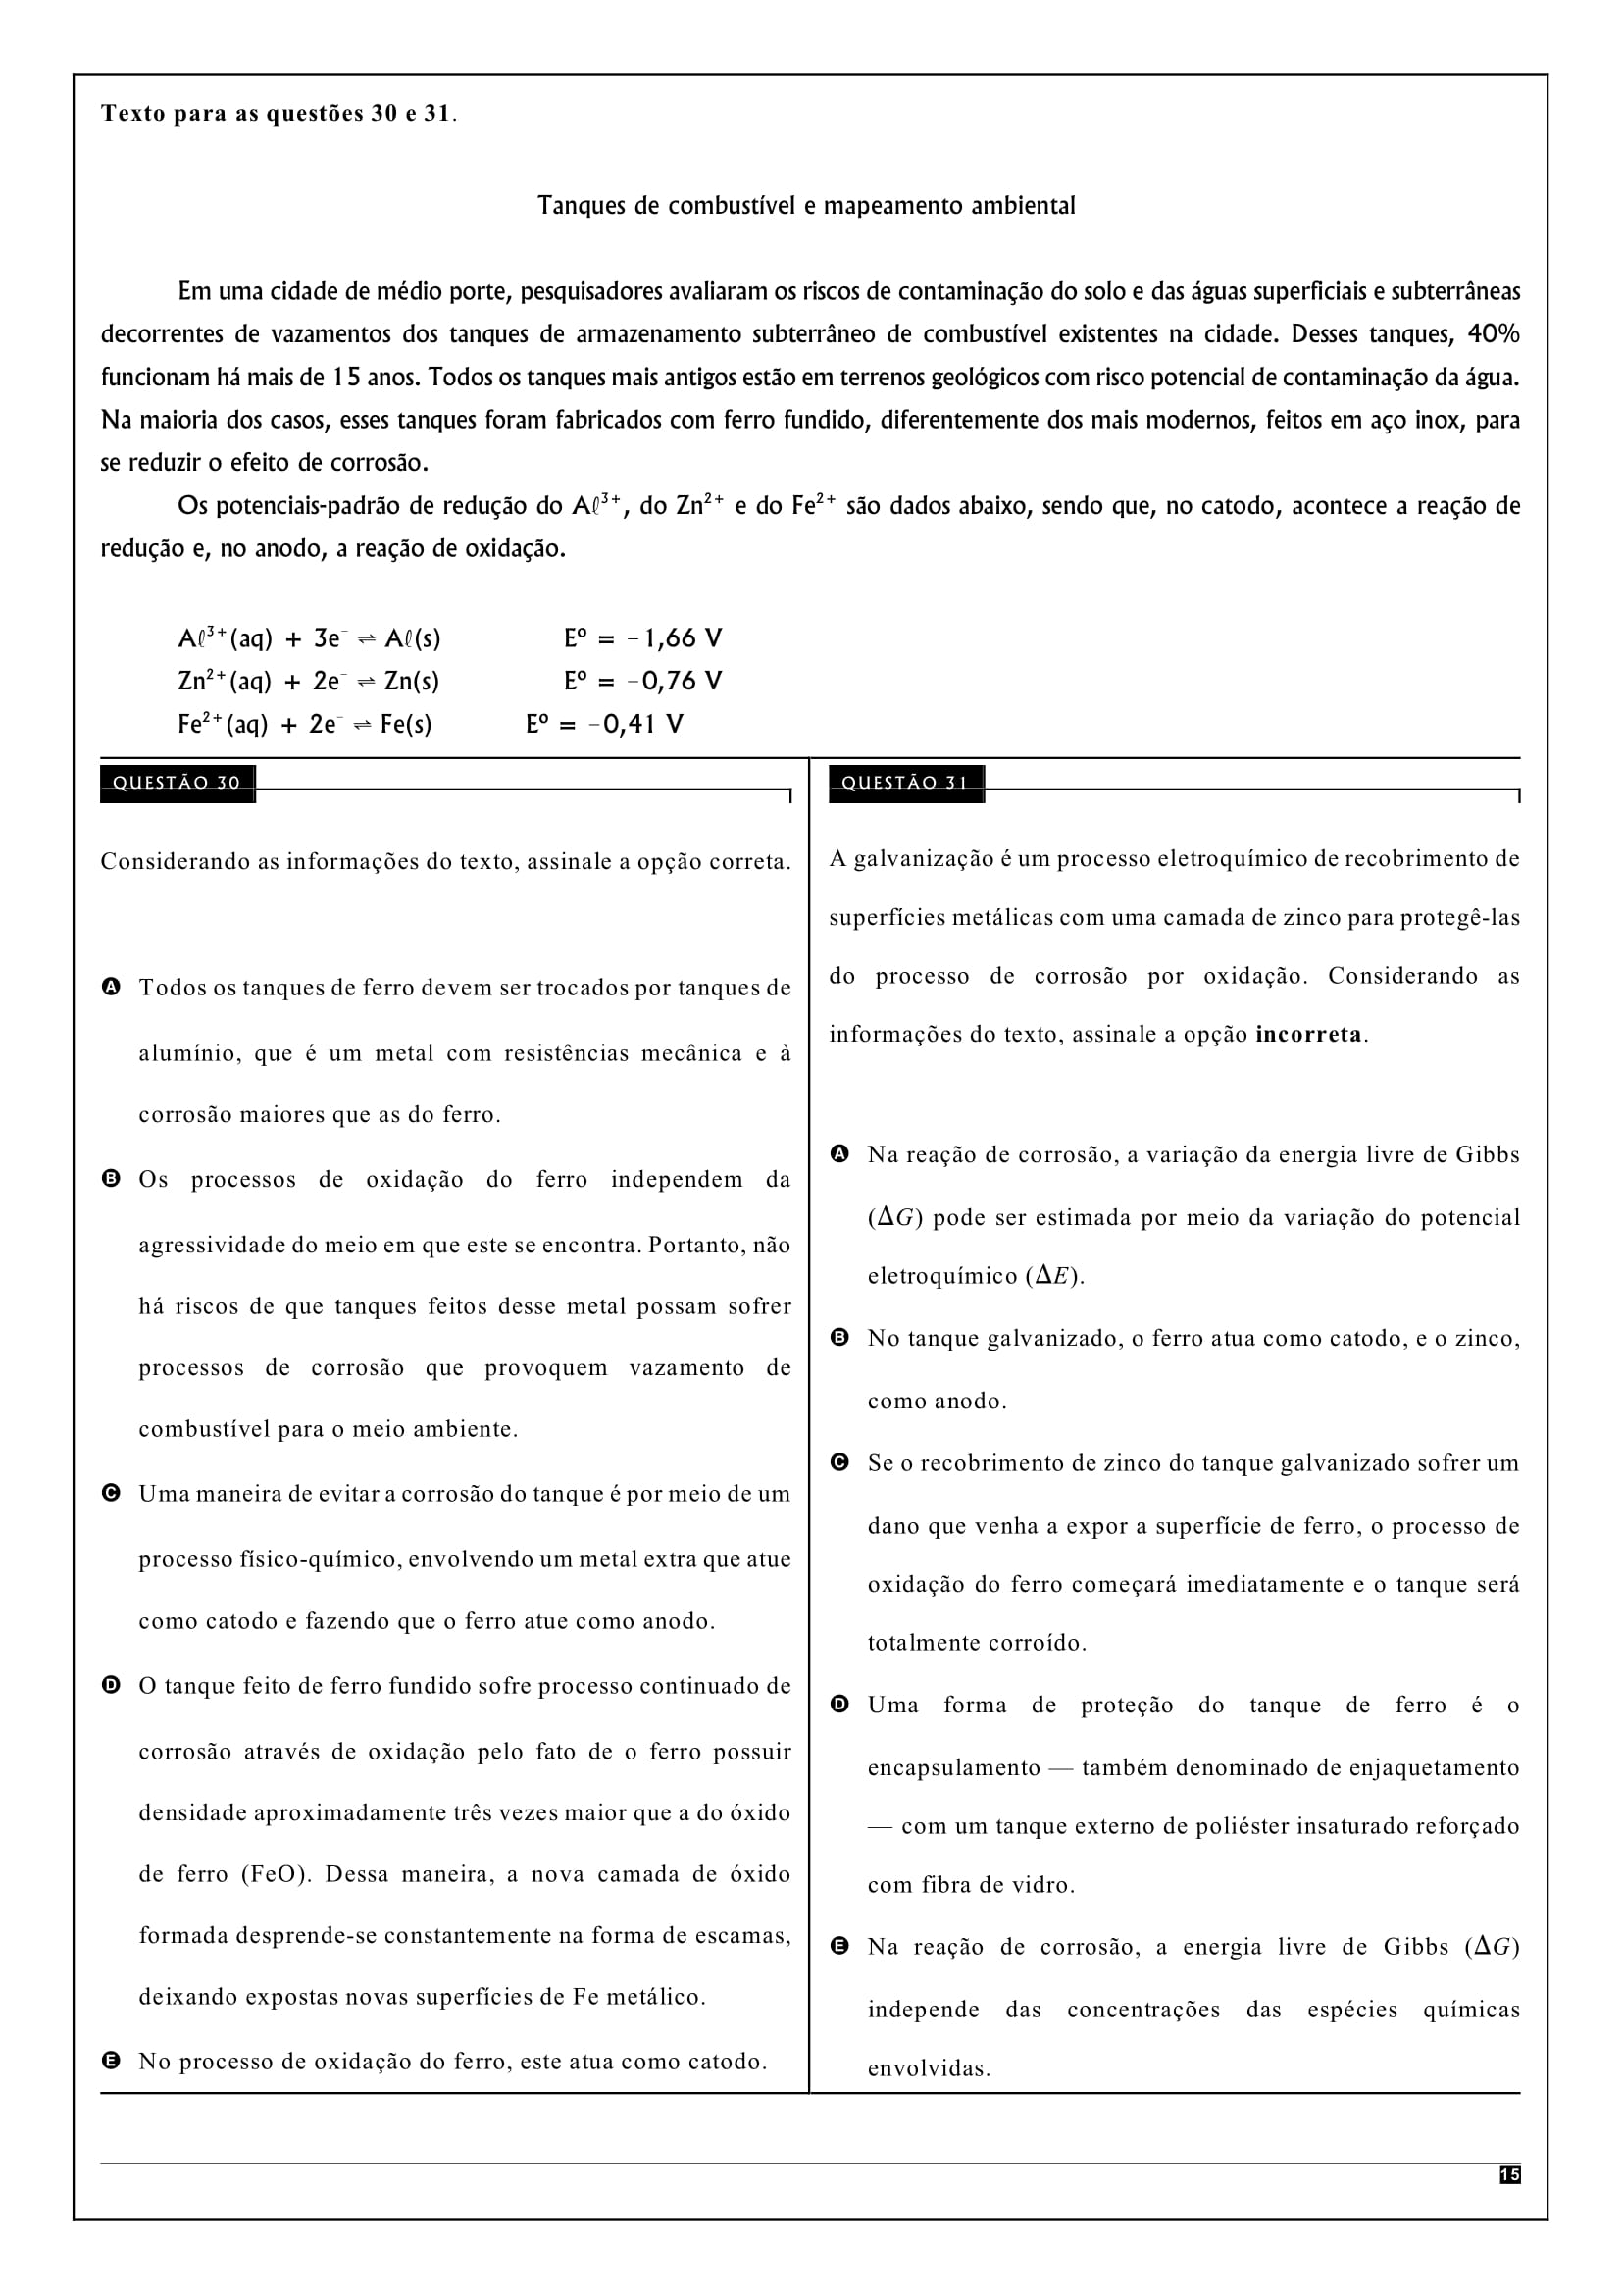 Texto para as questões 30 e 31.
Tanques de combustível e mapeamento ambiental
Em uma cidade de médio porte, pesquisadores avaliaram os riscos de contaminação do solo e das águas superficiais e subterrâneas
decorrentes de vazamentos dos tanques de armazenamento subterrâneo de combustível existentes na cidade. Desses tanques, 40%
funcionam há mais de 15 anos. Todos os tanques mais antigos estão em terrenos geológicos com risco potencial de contaminação da água.
Na maioria dos casos, esses tanques foram fabricados com ferro fundido, diferentemente dos mais modernos, feitos em aço inox, para
se reduzir o efeito de corrosão.
Os potenciais-padrão de redução do Aℓ³⁺, do Zn²⁺ e do Fe²⁺ são dados abaixo, sendo que, no catodo, acontece a reação de
redução e, no anodo, a reação de oxidação.
Aℓ³⁺(aq) + 3e⁻ ⇌ Aℓ(s) Eº = −1,66 V
Zn²⁺(aq) + 2e⁻ ⇌ Zn(s) Eº = −0,76 V
Fe²⁺(aq) + 2e⁻ ⇌ Fe(s) Eº = −0,41 V
QUESTÃO 30
Considerando as informações do texto, assinale a opção correta.
A Todos os tanques de ferro devem ser trocados por tanques de
alumínio, que é um metal com resistências mecânica e à
corrosão maiores que as do ferro.
B Os processos de oxidação do ferro independem da
agressividade do meio em que este se encontra. Portanto, não
há riscos de que tanques feitos desse metal possam sofrer
processos de corrosão que provoquem vazamento de
combustível para o meio ambiente.
C Uma maneira de evitar a corrosão do tanque é por meio de um
processo físico-químico, envolvendo um metal extra que atue
como catodo e fazendo que o ferro atue como anodo.
D O tanque feito de ferro fundido sofre processo continuado de
corrosão através de oxidação pelo fato de o ferro possuir
densidade aproximadamente três vezes maior que a do óxido
de ferro (FeO). Dessa maneira, a nova camada de óxido
formada desprende-se constantemente na forma de escamas,
deixando expostas novas superfícies de Fe metálico.
E No processo de oxidação do ferro, este atua como catodo.
QUESTÃO 31
A galvanização é um processo eletroquímico de recobrimento de
superfícies metálicas com uma camada de zinco para protegê-las
do processo de corrosão por oxidação. Considerando as
informações do texto, assinale a opção incorreta.
A Na reação de corrosão, a variação da energia livre de Gibbs
(ΔG) pode ser estimada por meio da variação do potencial
eletroquímico (ΔE).
B No tanque galvanizado, o ferro atua como catodo, e o zinco,
como anodo.
C Se o recobrimento de zinco do tanque galvanizado sofrer um
dano que venha a expor a superfície de ferro, o processo de
oxidação do ferro começará imediatamente e o tanque será
totalmente corroído.
D Uma forma de proteção do tanque de ferro é o
encapsulamento — também denominado de enjaquetamento
— com um tanque externo de poliéster insaturado reforçado
com fibra de vidro.
E Na reação de corrosão, a energia livre de Gibbs (ΔG)
independe das concentrações das espécies químicas
envolvidas.
15